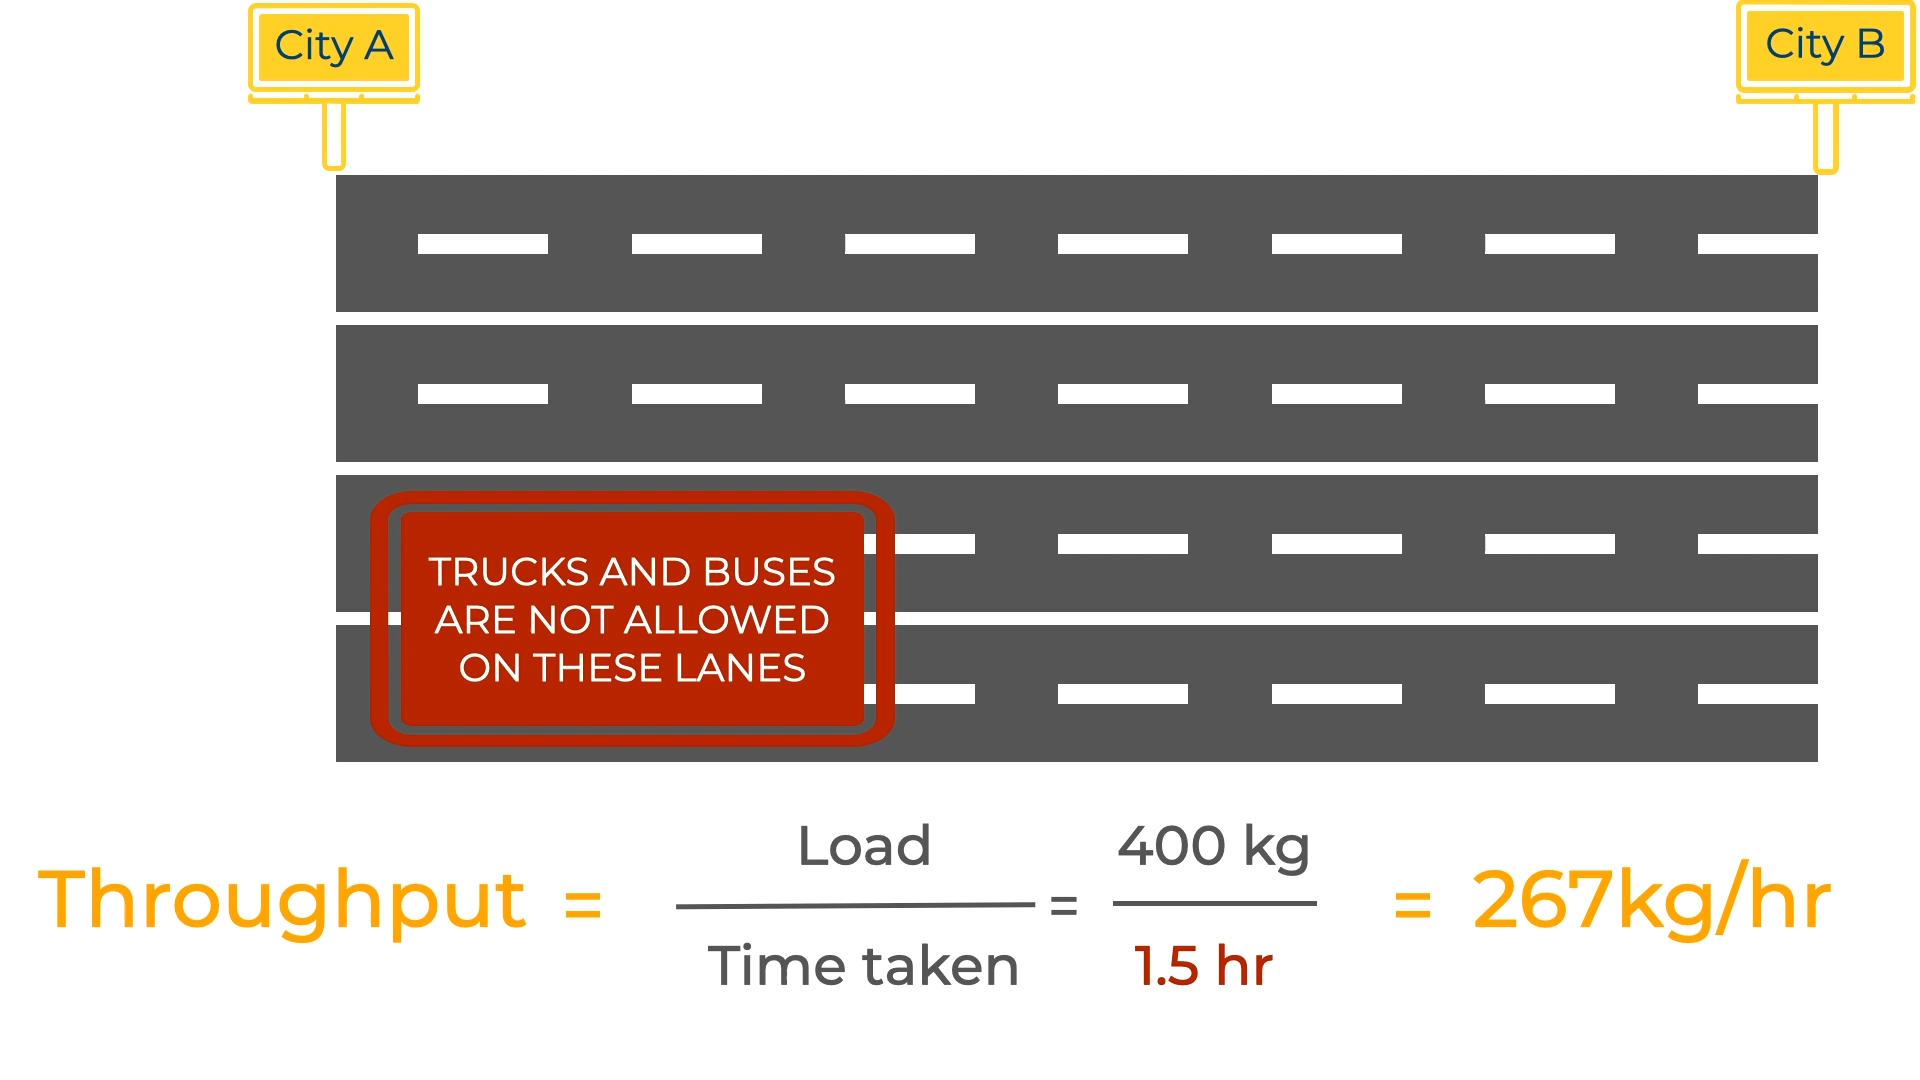 City A
City B
TRUCKS AND BUSES
ARE NOT ALLOWED
ON THESE LANES
Throughput = Load / Time taken = 400 kg / 1.5 hr = 267kg/hr